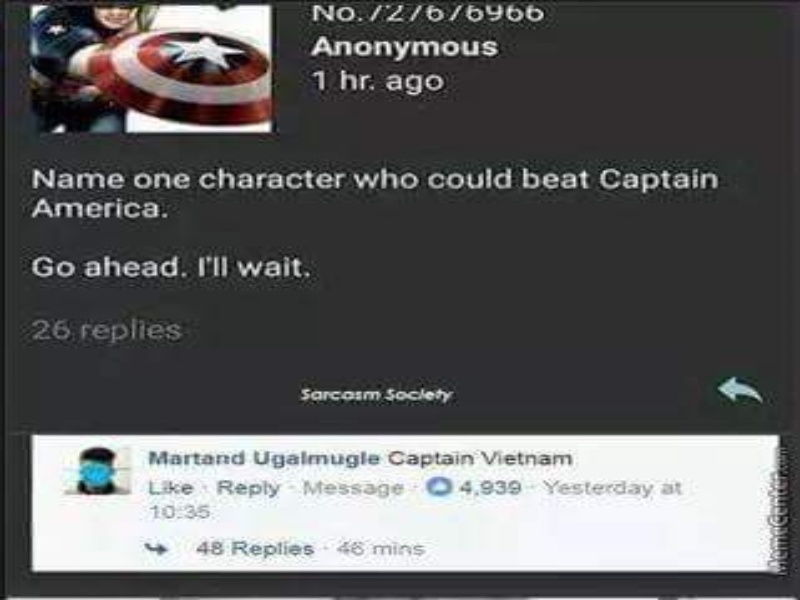 No.727676966
Anonymous
1 hr. ago
Name one character who could beat Captain
America.
Go ahead. I'll wait.
26 replies
Sarcasm Society
Martand Ugalmugle Captain Vietnam
Like · Reply · Message · 4,939 · Yesterday at
10:35
48 Replies · 46 mins
MemeCenter.com